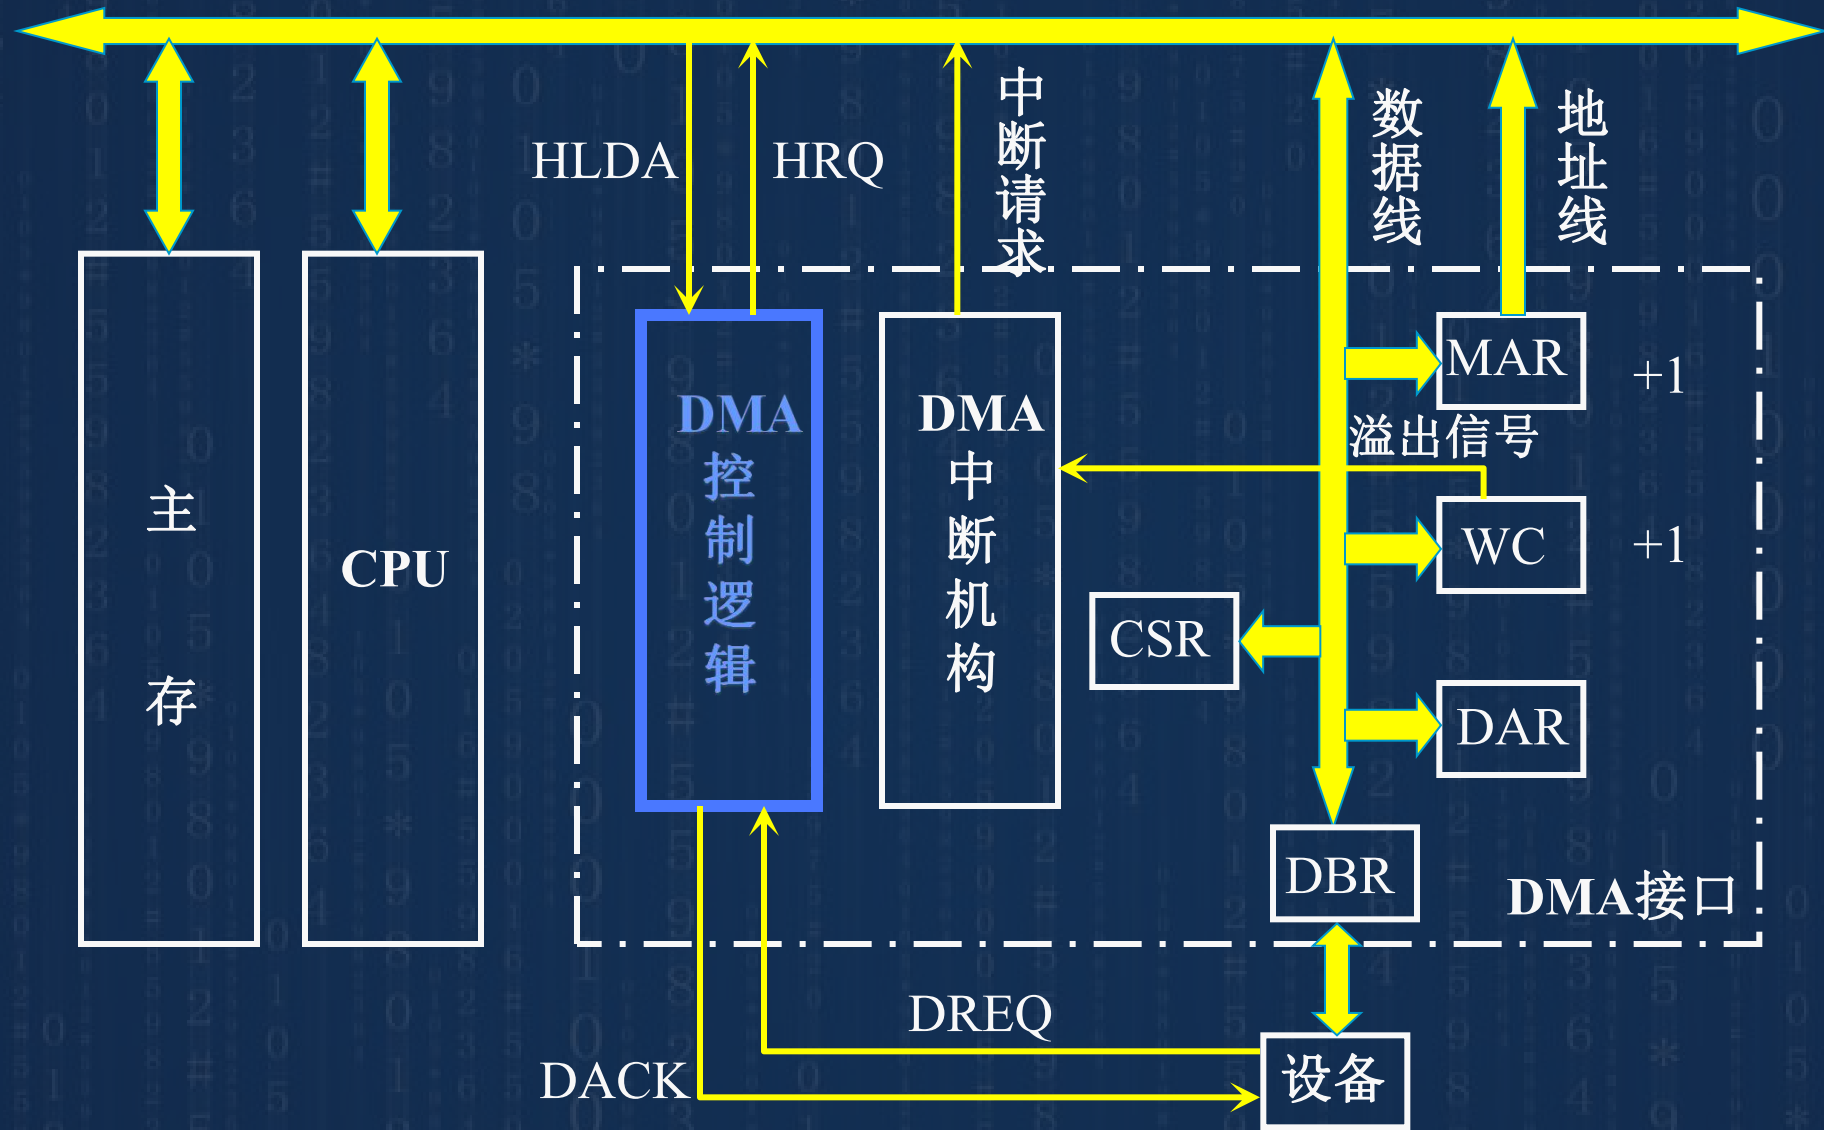 HLDA
HRQ
中断请求
数据线
地址线
主存
CPU
DMA
控制逻辑
DMA
中断机构
MAR
+1
溢出信号
WC
+1
CSR
DAR
DBR
DMA接口
DREQ
DACK
设备